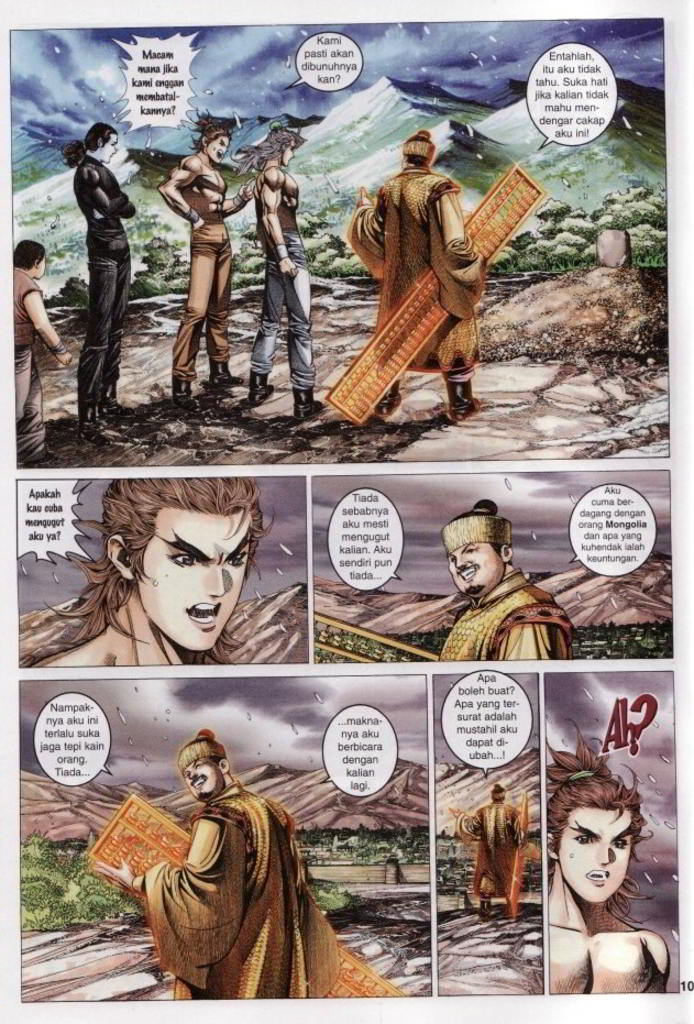 Macam
mana jika
kami enggan
membatal-
kannya?
Kami
pasti akan
dibunuhnya
kan?
Entahlah,
itu aku tidak
tahu. Suka hati
jika kalian tidak
mahu men-
dengar cakap
aku ini!
Apakah
kau cuba
mengugut
aku ya?
Tiada
sebabnya
aku mesti
mengugut
kalian. Aku
sendiri pun
tiada...
Aku
cuma ber-
dagang dengan
orang Mongolia
dan apa yang
kuhendak ialah
keuntungan.
Nampak-
nya aku ini
terlalu suka
jaga tepi kain
orang.
Tiada...
...makna-
nya aku
berbicara
dengan
kalian
lagi.
Apa
boleh buat?
Apa yang ter-
surat adalah
mustahil aku
dapat di-
ubah...!
Ah?
10